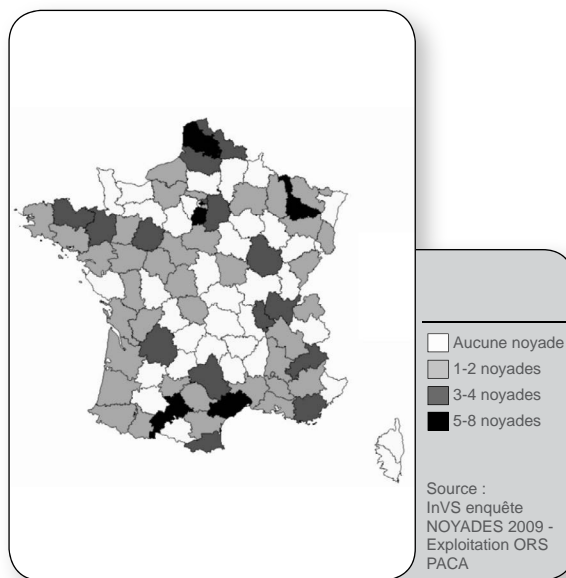 Aucune noyade
1-2 noyades
3-4 noyades
5-8 noyades
Source :
InVS enquête
NOYADES 2009 -
Exploitation ORS
PACA